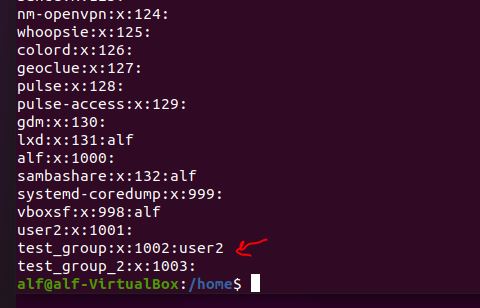 nm-openvpn:x:124:
whoopsie:x:125:
colord:x:126:
geoclue:x:127:
pulse:x:128:
pulse-access:x:129:
gdm:x:130:
lxd:x:131:alf
alf:x:1000:
sambashare:x:132:alf
systemd-coredump:x:999:
vboxsf:x:998:alf
user2:x:1001:
test_group:x:1002:user2
test_group_2:x:1003:
alf@alf-VirtualBox:/home$